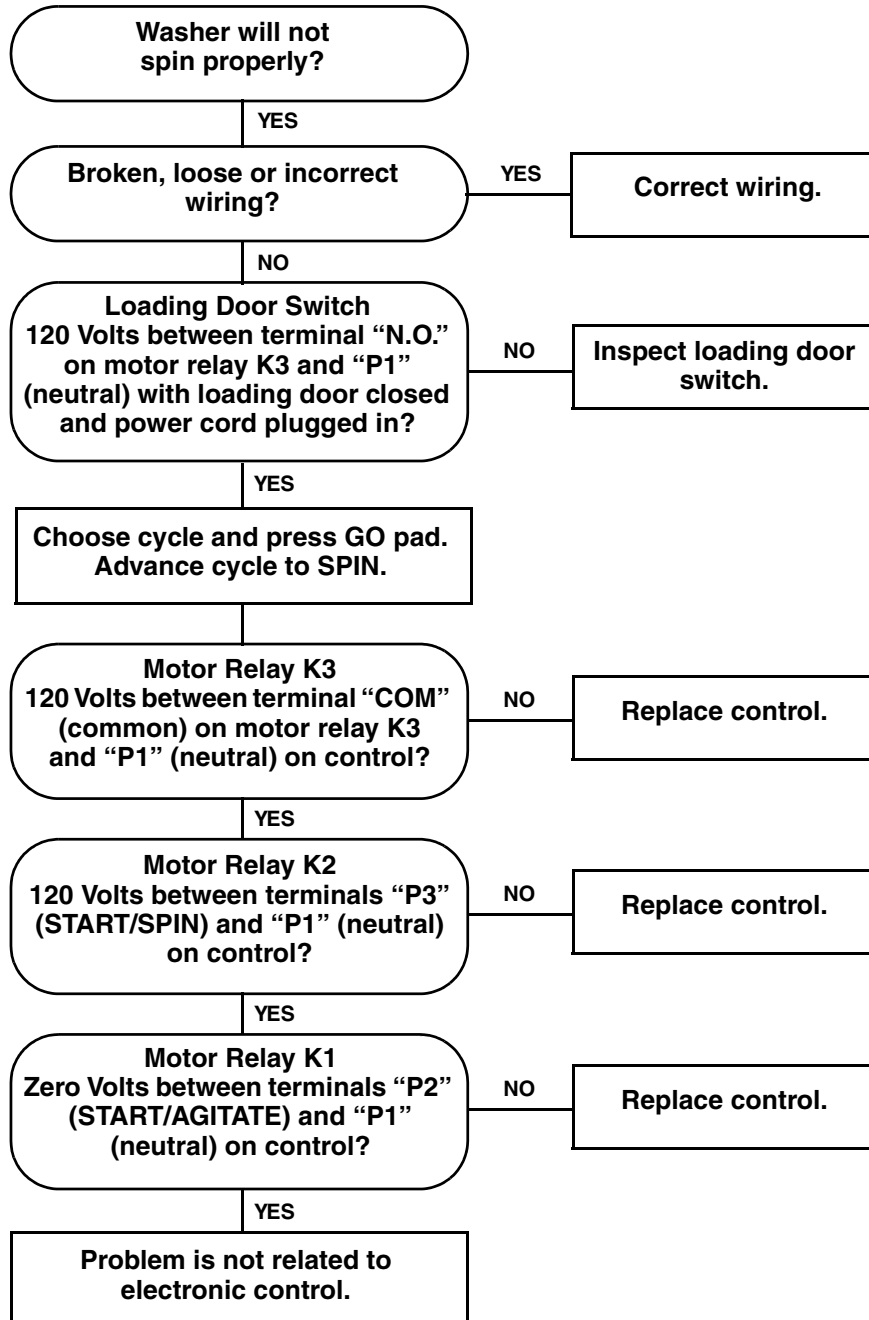 Washer will not
spin properly?
YES
Broken, loose or incorrect
wiring?
YES
Correct wiring.
NO
Loading Door Switch
120 Volts between terminal “N.O.”
on motor relay K3 and “P1”
(neutral) with loading door closed
and power cord plugged in?
NO
Inspect loading door
switch.
YES
Choose cycle and press GO pad.
Advance cycle to SPIN.
Motor Relay K3
120 Volts between terminal “COM”
(common) on motor relay K3
and “P1” (neutral) on control?
NO
Replace control.
YES
Motor Relay K2
120 Volts between terminals “P3”
(START/SPIN) and “P1” (neutral)
on control?
NO
Replace control.
YES
Motor Relay K1
Zero Volts between terminals “P2”
(START/AGITATE) and “P1”
(neutral) on control?
NO
Replace control.
YES
Problem is not related to
electronic control.